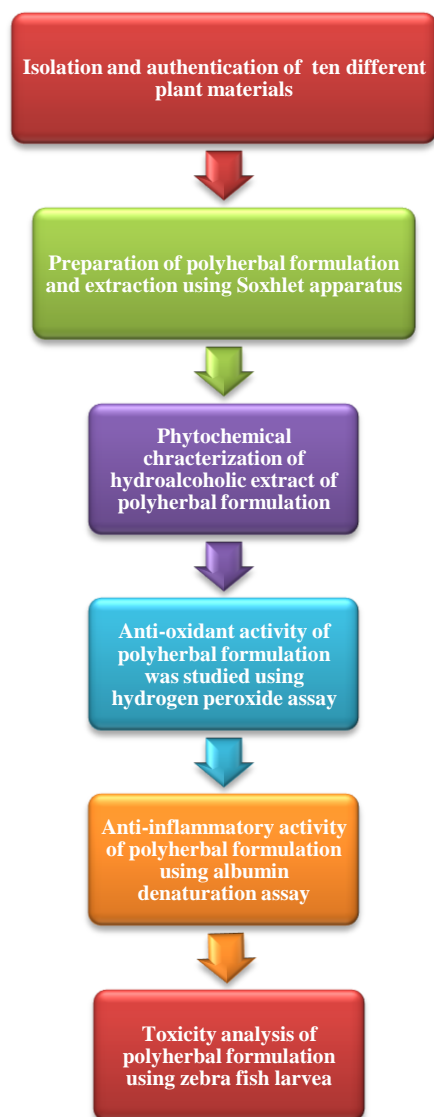 Isolation and authentication of ten different
plant materials
Preparation of polyherbal formulation
and extraction using Soxhlet apparatus
Phytochemical
chracterization of
hydroalcoholic extract of
polyherbal formulation
Anti-oxidant activity of
polyherbal formulation
was studied using
hydrogen peroxide assay
Anti-inflammatory activity
of polyherbal formulation
using albumin
denaturation assay
Toxicity analysis of
polyherbal formulation
using zebra fish larvea